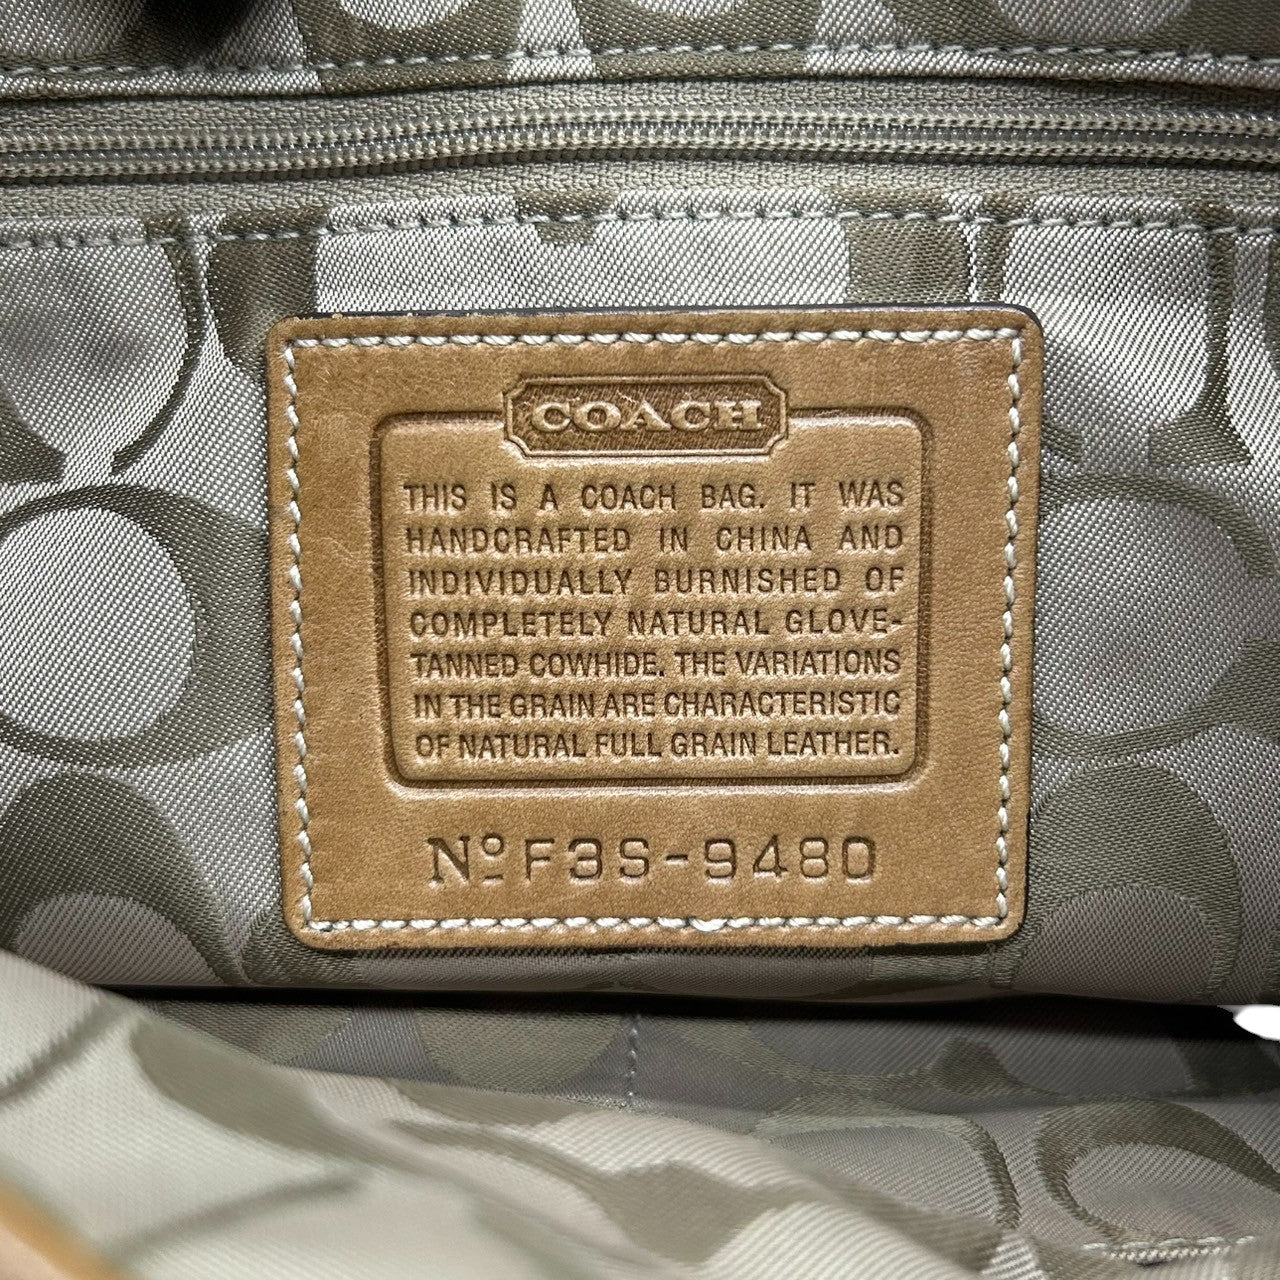 COACH
THIS IS A COACH BAG. IT WAS
HANDCRAFTED IN CHINA AND
INDIVIDUALLY BURNISHED OF
COMPLETELY NATURAL GLOVE-
TANNED COWHIDE. THE VARIATIONS
IN THE GRAIN ARE CHARACTERISTIC
OF NATURAL FULL GRAIN LEATHER.
Nº F3S-9480